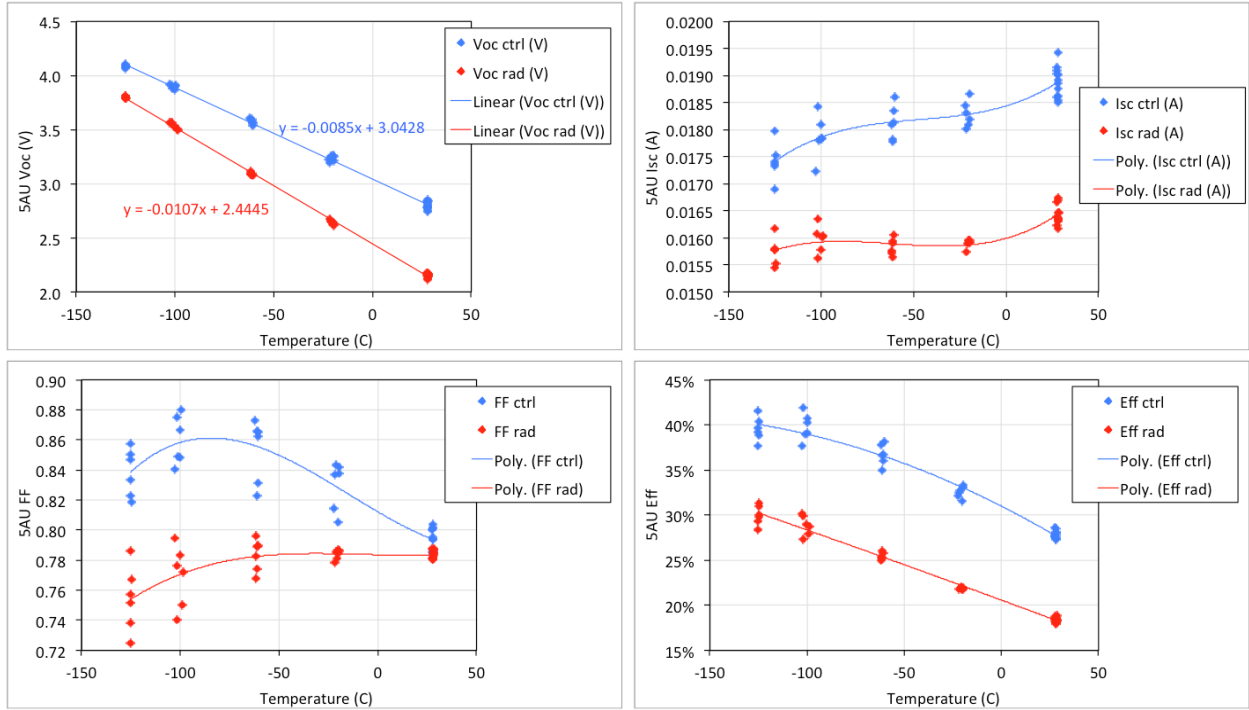 4.5
4.0
3.5
3.0
2.5
2.0
5AU Voc (V)
-150
-100
-50
0
50
Temperature (C)
y = -0.0085x + 3.0428
y = -0.0107x + 2.4445
Voc ctrl (V)
Voc rad (V)
Linear (Voc ctrl (V))
Linear (Voc rad (V))
0.0200
0.0195
0.0190
0.0185
0.0180
0.0175
0.0170
0.0165
0.0160
0.0155
0.0150
5AU Isc (A)
-150
-100
-50
0
50
Temperature (C)
Isc ctrl (A)
Isc rad (A)
Poly. (Isc ctrl (A))
Poly. (Isc rad (A))
0.90
0.88
0.86
0.84
0.82
0.80
0.78
0.76
0.74
0.72
5AU FF
-150
-100
-50
0
50
Temperature (C)
FF ctrl
FF rad
Poly. (FF ctrl)
Poly. (FF rad)
45%
40%
35%
30%
25%
20%
15%
5AU Eff
-150
-100
-50
0
50
Temperature (C)
Eff ctrl
Eff rad
Poly. (Eff ctrl)
Poly. (Eff rad)